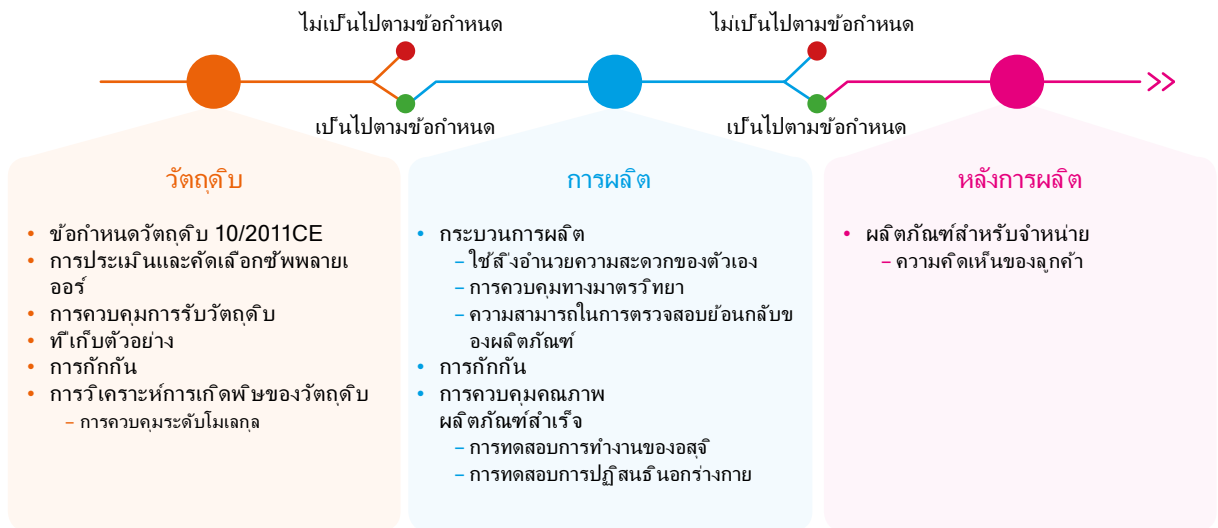 ไม่เป็นไปตามข้อกำหนด
ไม่เป็นไปตามข้อกำหนด
เป็นไปตามข้อกำหนด
เป็นไปตามข้อกำหนด
วัตถุดิบ
• ข้อกำหนดวัตถุดิบ 10/2011CE
• การประเมินและคัดเลือกซัพพลายเ
ออร์
• การควบคุมการรับวัตถุดิบ
• ที่เก็บตัวอย่าง
• การกักกัน
• การวิเคราะห์การเกิดพิษของวัตถุดิบ
– การควบคุมระดับโมเลกุล
การผลิต
• กระบวนการผลิต
– ใช้สิ่งอำนวยความสะดวกของตัวเอง
– การควบคุมทางมาตรวิทยา
– ความสามารถในการตรวจสอบย้อนกลับข
องผลิตภัณฑ์
• การกักกัน
• การควบคุมคุณภาพ
ผลิตภัณฑ์สำเร็จ
– การทดสอบการทำงานของอสุจิ
– การทดสอบการปฏิสนธินอกร่างกาย
หลังการผลิต
• ผลิตภัณฑ์สำหรับจำหน่าย
– ความคิดเห็นของลูกค้า